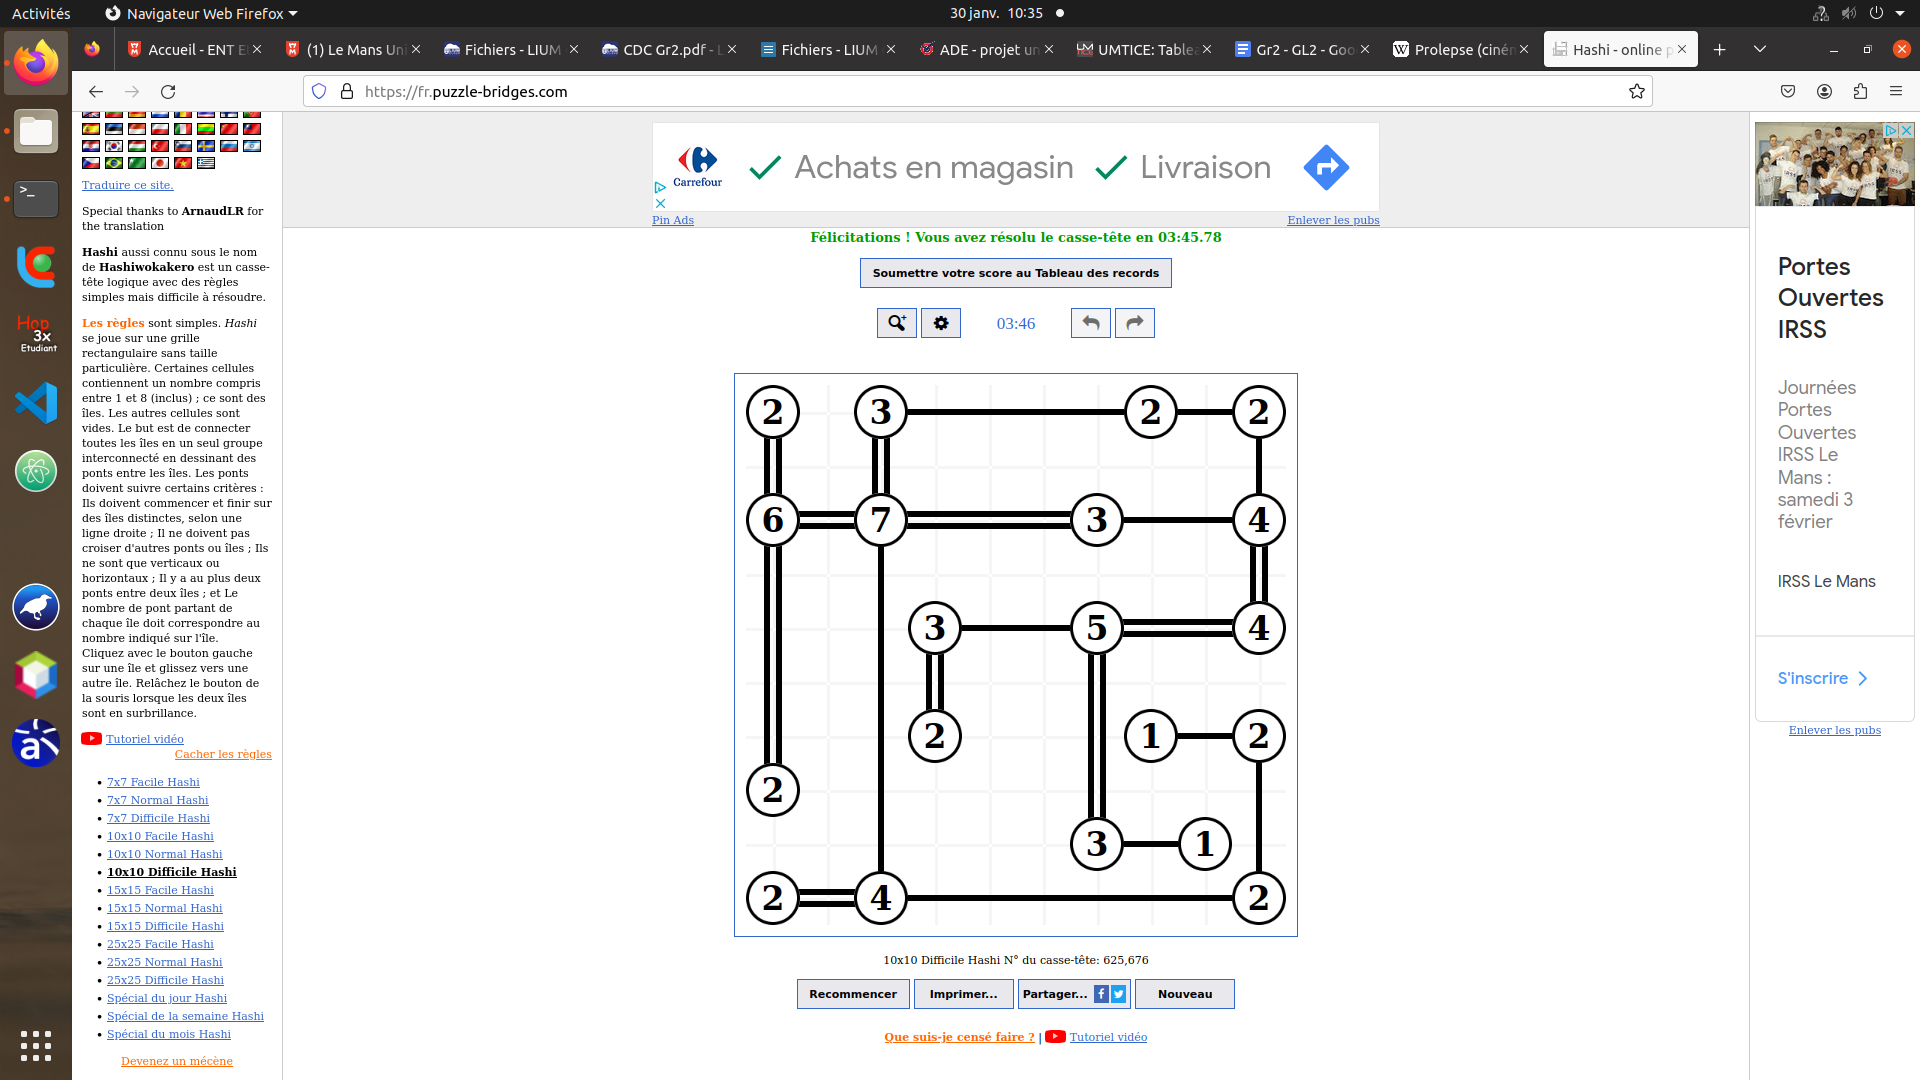 Activités
Navigateur Web Firefox
30 janv. 10:35
Accueil - ENT E
(1) Le Mans Uni
Fichiers - LIUM
CDC Gr2.pdf - L
Fichiers - LIUM
ADE - projet un
UMTICE: Tablea
Gr2 - GL2 - Goo
Prolepse (ciném
Hashi - online p
https://fr.puzzle-bridges.com
Hop
3x
Etudiant
Traduire ce site.
Special thanks to ArnaudLR for
the translation
Hashi aussi connu sous le nom
de Hashiwokakero est un casse-
tête logique avec des règles
simples mais difficile à résoudre.
Les règles sont simples. Hashi
se joue sur une grille
rectangulaire sans taille
particulière. Certaines cellules
contiennent un nombre compris
entre 1 et 8 (inclus) ; ce sont des
îles. Les autres cellules sont
vides. Le but est de connecter
toutes les îles en un seul groupe
interconnecté en dessinant des
ponts entre les îles. Les ponts
doivent suivre certains critères :
Ils doivent commencer et finir sur
des îles distinctes, selon une
ligne droite ; Il ne doivent pas
croiser d'autres ponts ou îles ; Ils
ne sont que verticaux ou
horizontaux ; Il y a au plus deux
ponts entre deux îles ; et Le
nombre de pont partant de
chaque île doit correspondre au
nombre indiqué sur l'île.
Cliquez avec le bouton gauche
sur une île et glissez vers une
autre île. Relâchez le bouton de
la souris lorsque les deux îles
sont en surbrillance.
Tutoriel vidéo
Cacher les règles
7x7 Facile Hashi
7x7 Normal Hashi
7x7 Difficile Hashi
10x10 Facile Hashi
10x10 Normal Hashi
10x10 Difficile Hashi
15x15 Facile Hashi
15x15 Normal Hashi
15x15 Difficile Hashi
25x25 Facile Hashi
25x25 Normal Hashi
25x25 Difficile Hashi
Spécial du jour Hashi
Spécial de la semaine Hashi
Spécial du mois Hashi
Devenez un mécène
Carrefour
Achats en magasin
Livraison
Pin Ads
Enlever les pubs
Félicitations ! Vous avez résolu le casse-tête en 03:45.78
Soumettre votre score au Tableau des records
03:46
2 3 2 2
6 7 3 4
3 5 4
2 1 2
2
3 1
2 4 2
10x10 Difficile Hashi N° du casse-tête: 625,676
Recommencer
Imprimer...
Partager...
Nouveau
Que suis-je censé faire ? | Tutoriel vidéo
Portes
Ouvertes
IRSS
Journées
Portes
Ouvertes
IRSS Le
Mans :
samedi 3
février
IRSS Le Mans
S'inscrire
Enlever les pubs